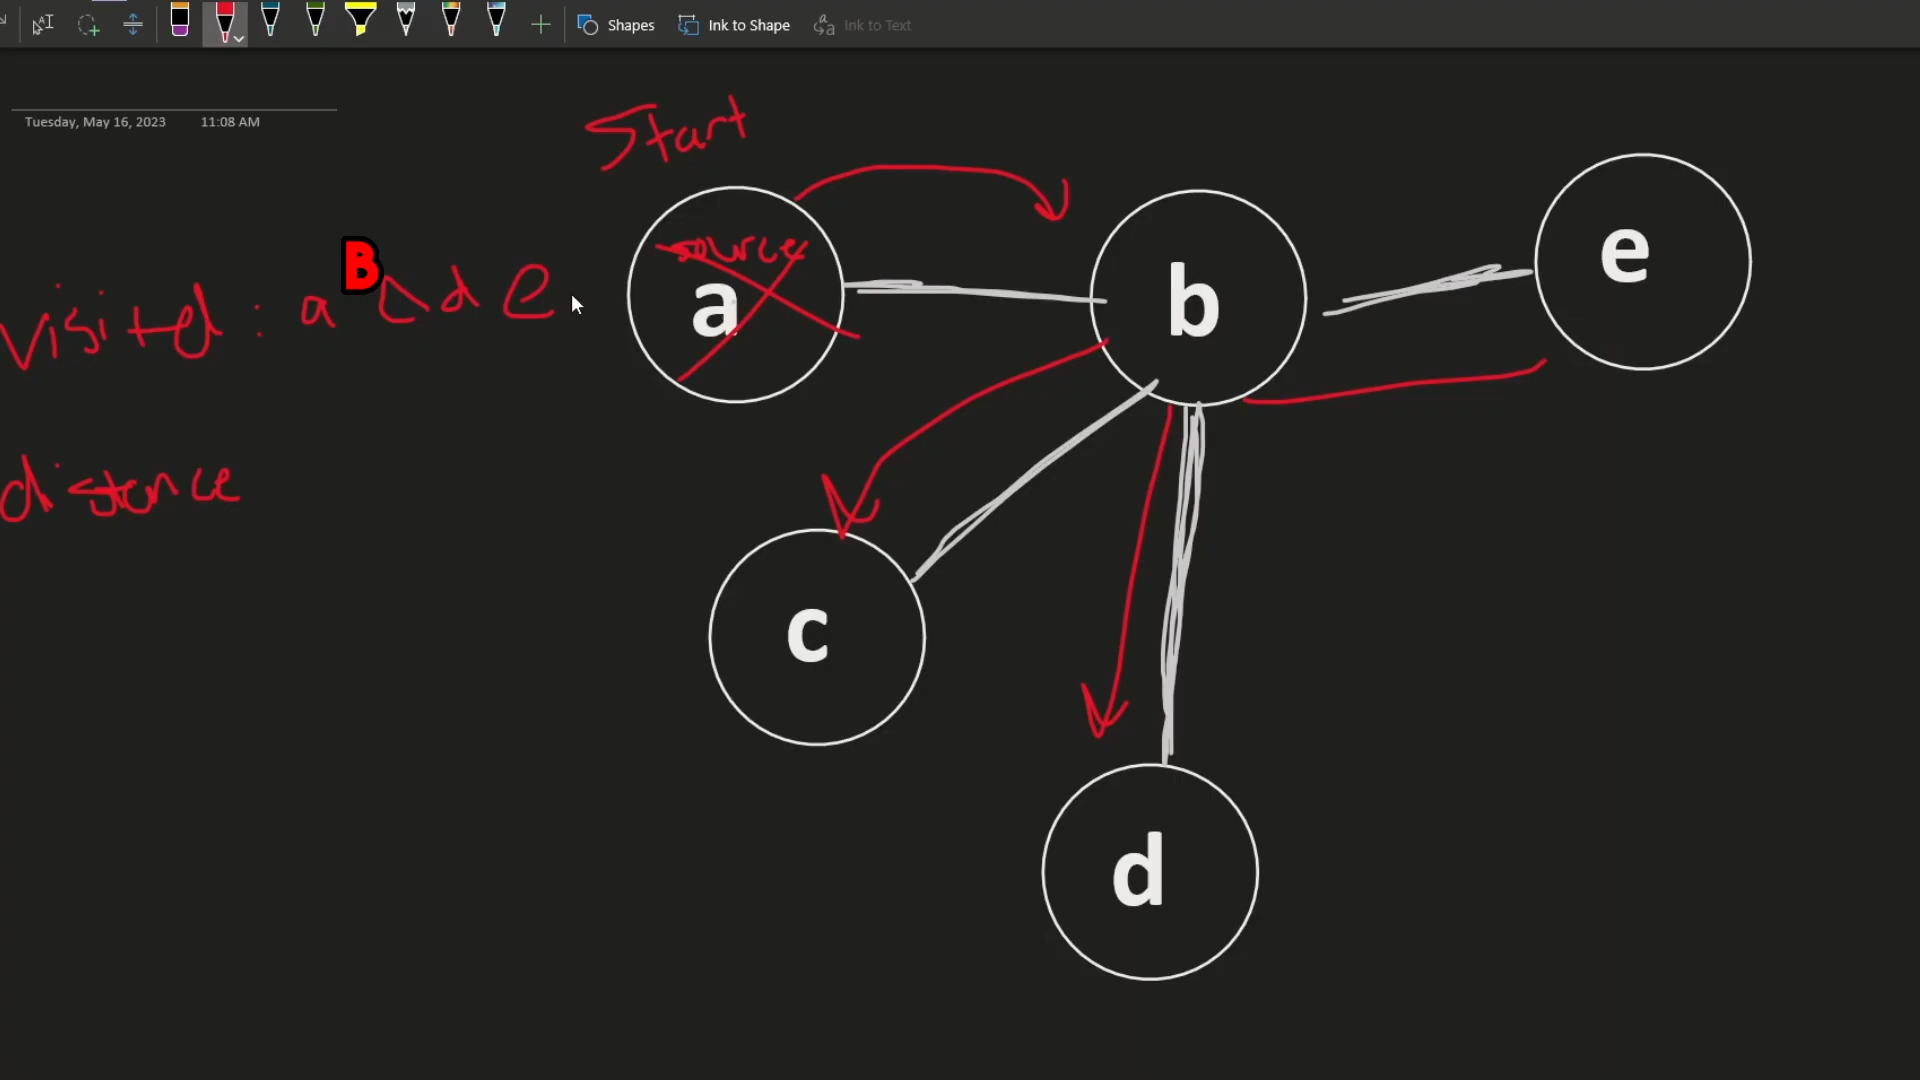 Shapes Ink to Shape Ink to Text
Tuesday, May 16, 2023 11:08 AM
Start
source
a
b
e
visited : a B c d e
distance
c
d